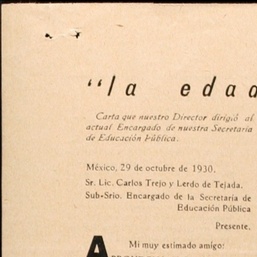 "la edad
Carta que nuestro Director dirigió al
actual Encargado de nuestra Secretaría
de Educación Pública.
México, 29 de octubre de 1930.
Sr. Lic. Carlos Trejo y Lerdo de Tejada.
Sub-Srio. Encargado de la Secretaría de
Educación Pública
Presente.
Mi muy estimado amigo: